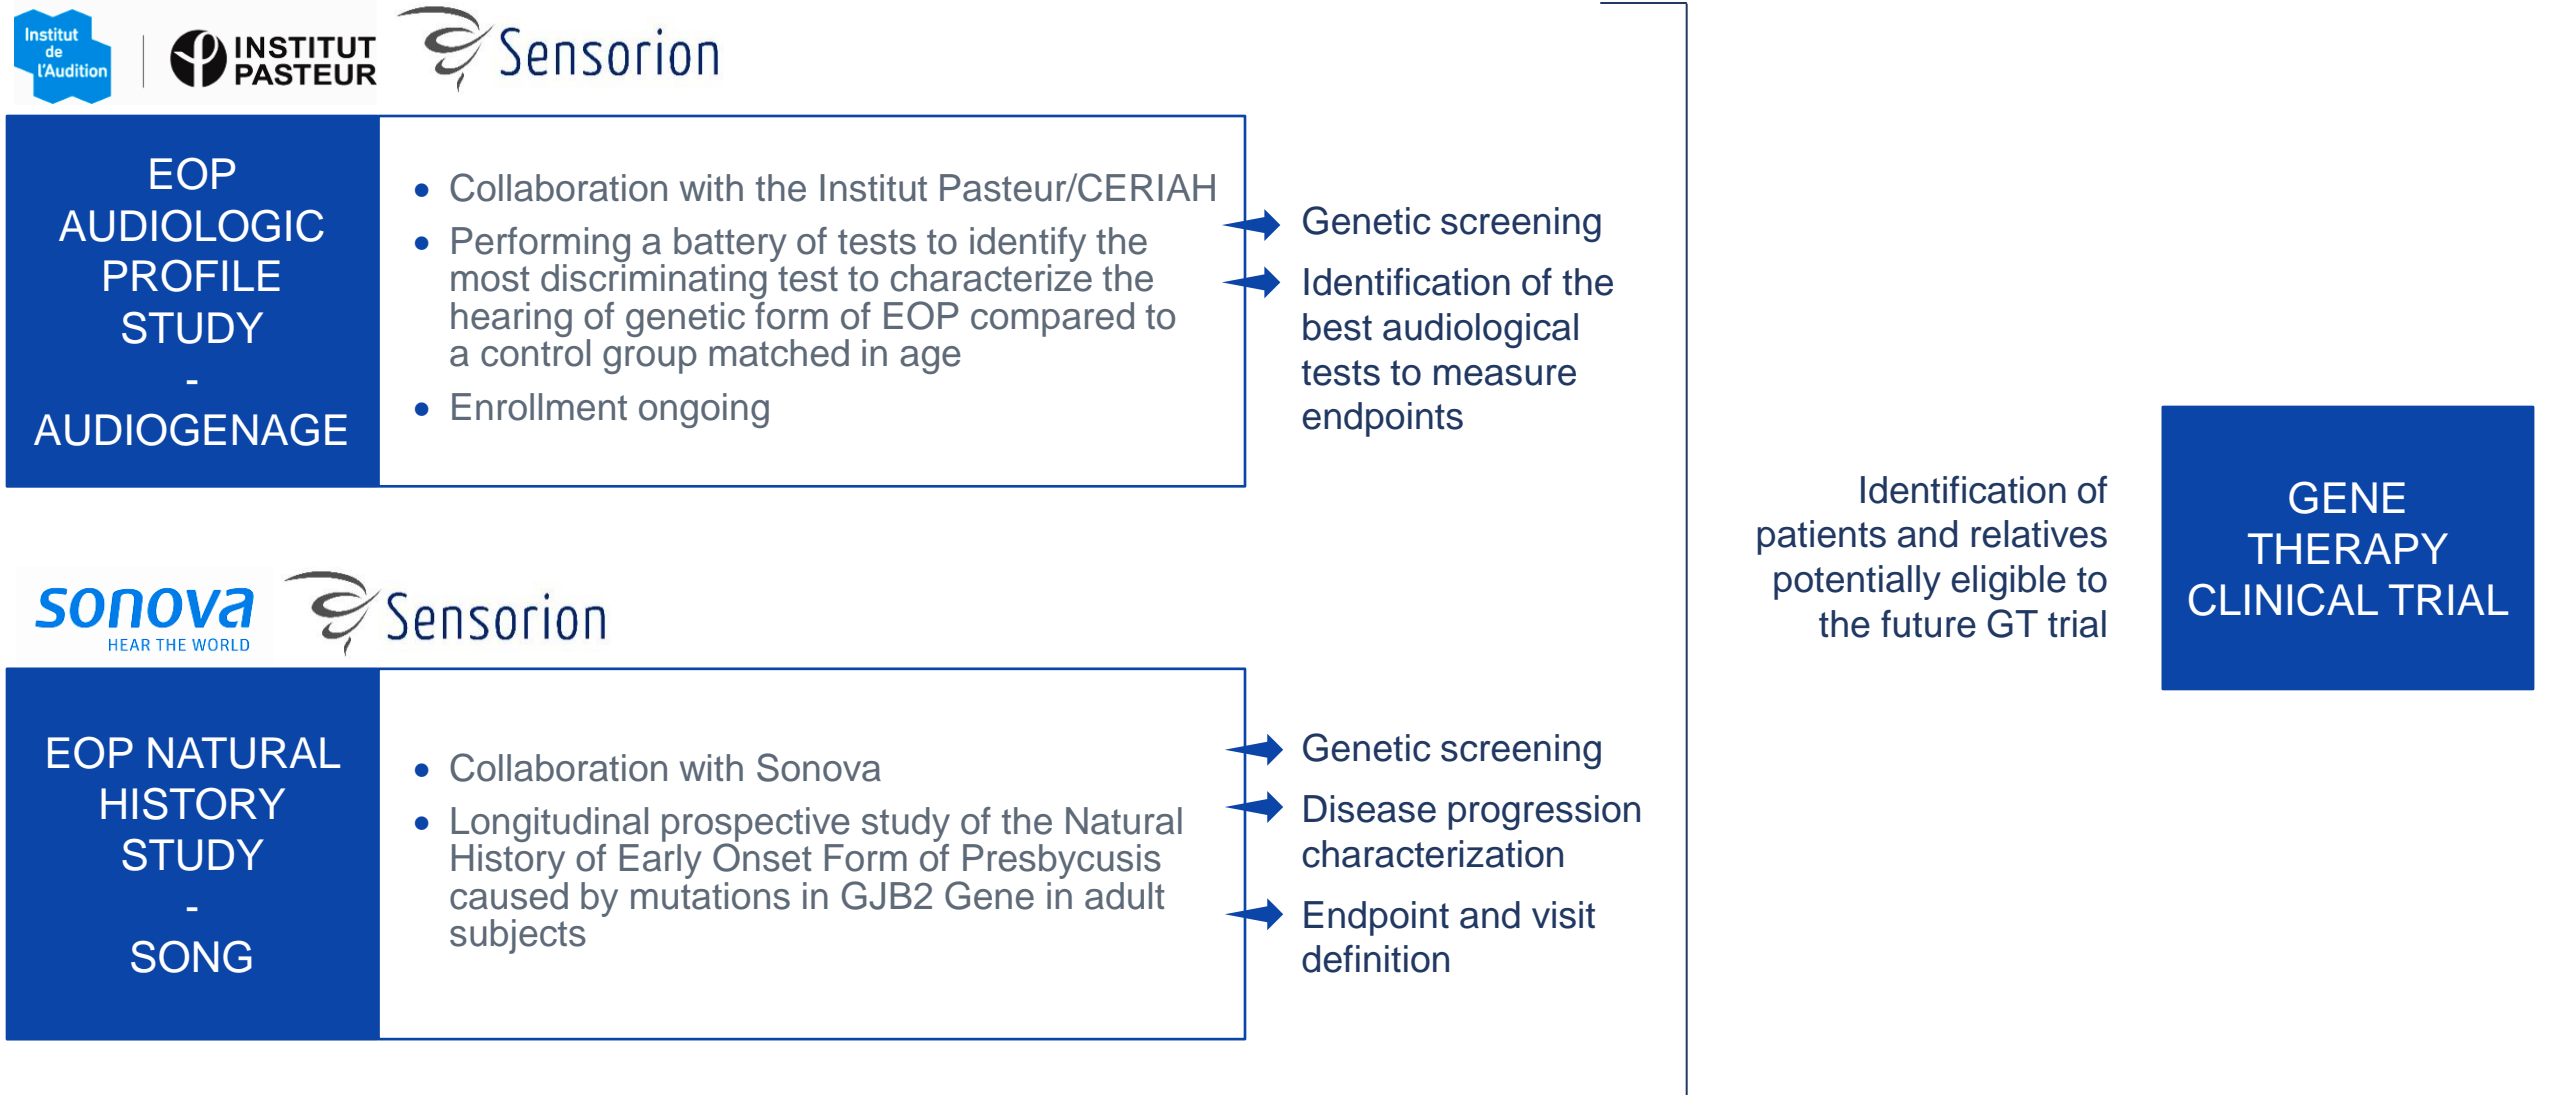 Institut
de
l'Audition
INSTITUT
PASTEUR
Sensorion
EOP
AUDIOLOGIC
PROFILE
STUDY
-
AUDIOGENAGE
• Collaboration with the Institut Pasteur/CERIAH
• Performing a battery of tests to identify the
most discriminating test to characterize the
hearing of genetic form of EOP compared to
a control group matched in age
• Enrollment ongoing
Genetic screening
Identification of the
best audiological
tests to measure
endpoints
sonova
HEAR THE WORLD
Sensorion
EOP NATURAL
HISTORY
STUDY
-
SONG
• Collaboration with Sonova
• Longitudinal prospective study of the Natural
History of Early Onset Form of Presbycusis
caused by mutations in GJB2 Gene in adult
subjects
Genetic screening
Disease progression
characterization
Endpoint and visit
definition
Identification of
patients and relatives
potentially eligible to
the future GT trial
GENE
THERAPY
CLINICAL TRIAL